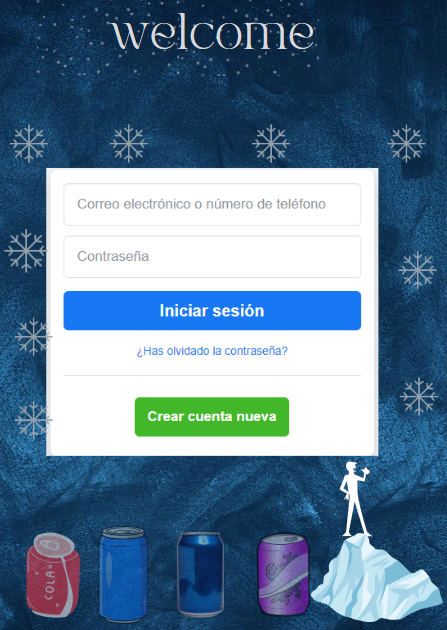 welcome
Correo electrónico o número de teléfono
Contraseña
Iniciar sesión
¿Has olvidado la contraseña?
Crear cuenta nueva
COLA